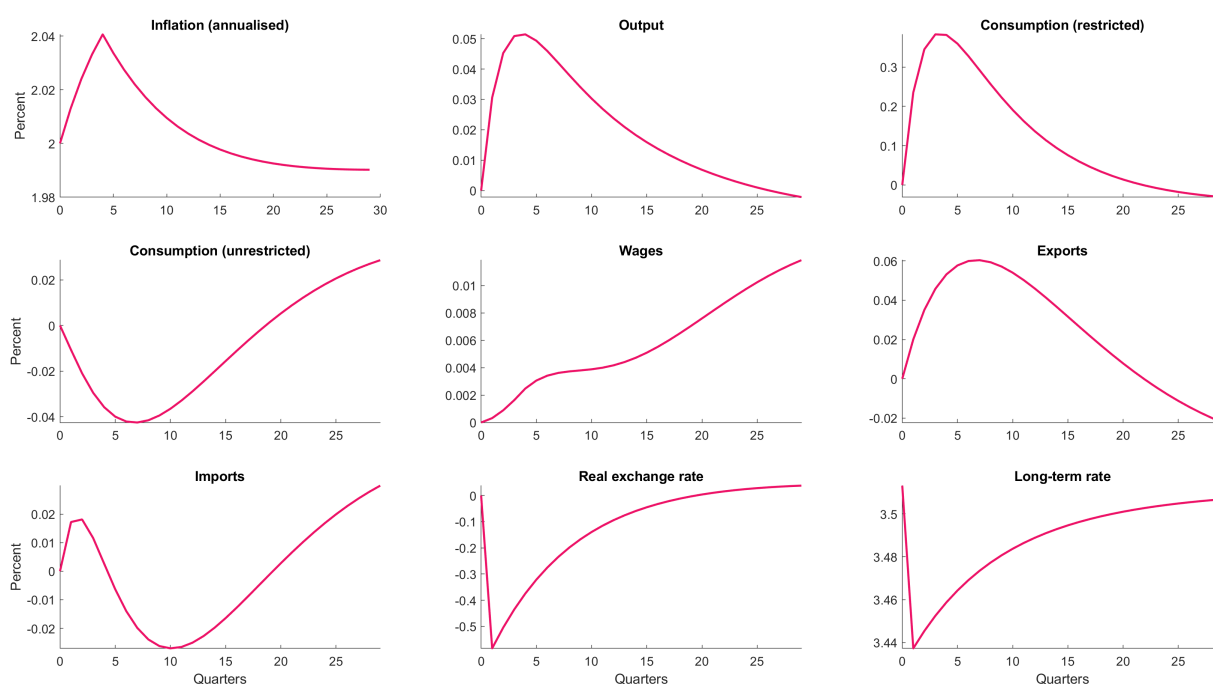 Inflation (annualised)
Output
Consumption (restricted)
Percent
2.04
2.02
2
1.98
0 5 10 15 20 25 30
0.05
0.04
0.03
0.02
0.01
0
0 5 10 15 20 25
0.3
0.2
0.1
0
0 5 10 15 20 25
Consumption (unrestricted)
Wages
Exports
Percent
0.02
0
-0.02
-0.04
0 5 10 15 20 25
0.01
0.008
0.006
0.004
0.002
0
0 5 10 15 20 25
0.06
0.04
0.02
0
-0.02
0 5 10 15 20 25
Imports
Real exchange rate
Long-term rate
Percent
0.02
0.01
0
-0.01
-0.02
0 5 10 15 20 25
Quarters
0
-0.1
-0.2
-0.3
-0.4
-0.5
0 5 10 15 20 25
Quarters
3.5
3.48
3.46
3.44
0 5 10 15 20 25
Quarters